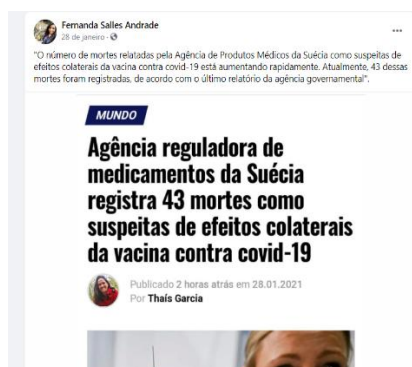 Fernanda Salles Andrade
28 de janeiro ·
"O número de mortes relatadas pela Agência de Produtos Médicos da Suécia como suspeitas de
efeitos colaterais da vacina contra covid-19 está aumentando rapidamente. Atualmente, 43 dessas
mortes foram registradas, de acordo com o último relatório da agência governamental".
MUNDO
Agência reguladora de
medicamentos da Suécia
registra 43 mortes como
suspeitas de efeitos colaterais
da vacina contra covid-19
Publicado 2 horas atrás em 28.01.2021
Por Thaís Garcia